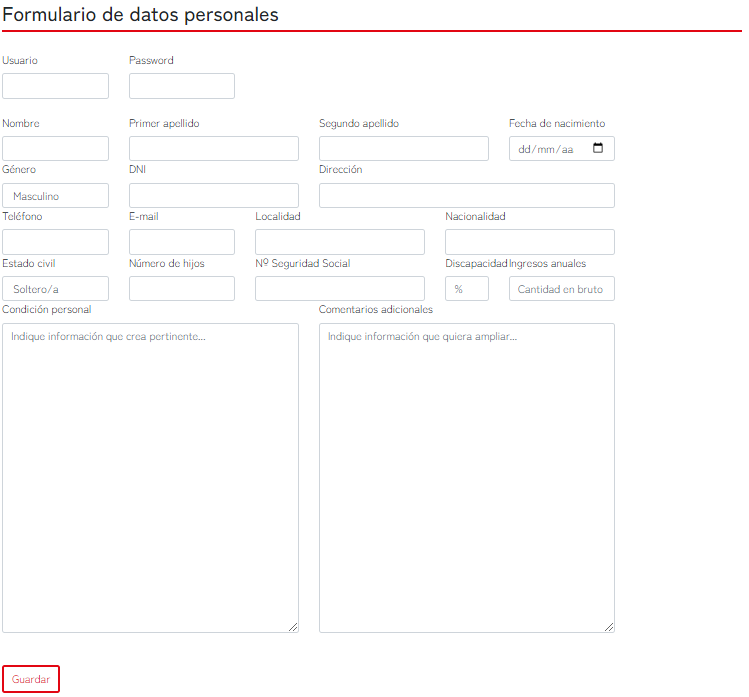 Formulario de datos personales
Usuario Password
Nombre Primer apellido Segundo apellido Fecha de nacimiento
dd/mm/aa
Género DNI Dirección
Masculino
Teléfono E-mail Localidad Nacionalidad
Estado civil Número de hijos Nº Seguridad Social Discapacidad Ingresos anuales
Soltero/a % Cantidad en bruto
Condición personal Comentarios adicionales
Indique información que crea pertinente... Indique información que quiera ampliar...
Guardar